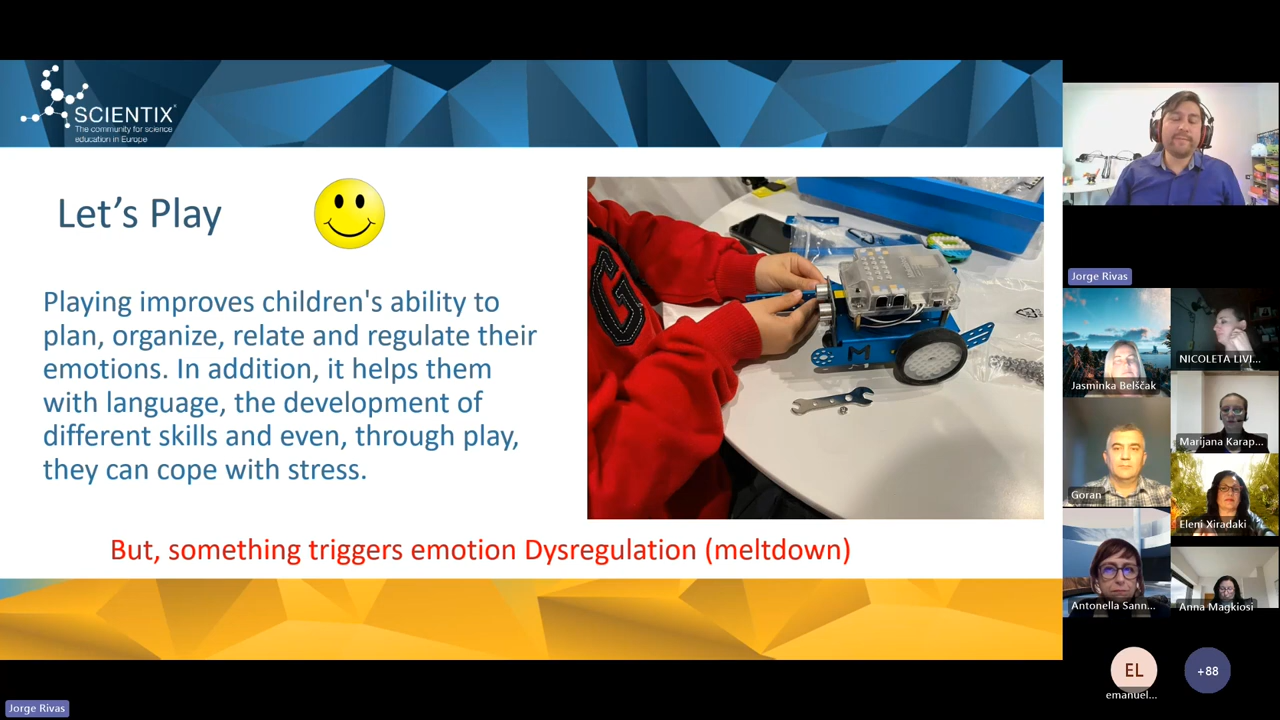 SCIENTIX®
The community for science
education in Europe
Let's Play
Playing improves children's ability to
plan, organize, relate and regulate their
emotions. In addition, it helps them
with language, the development of
different skills and even, through play,
they can cope with stress.
But, something triggers emotion Dysregulation (meltdown)
G
M
Jorge Rivas
Jasminka Belščak
NICOLETA LIVI...
Marijana Karap...
Goran
Eleni Xiradaki
Antonella Sann...
Anna Magkiosi
EL
emanuel...
+88
Jorge Rivas